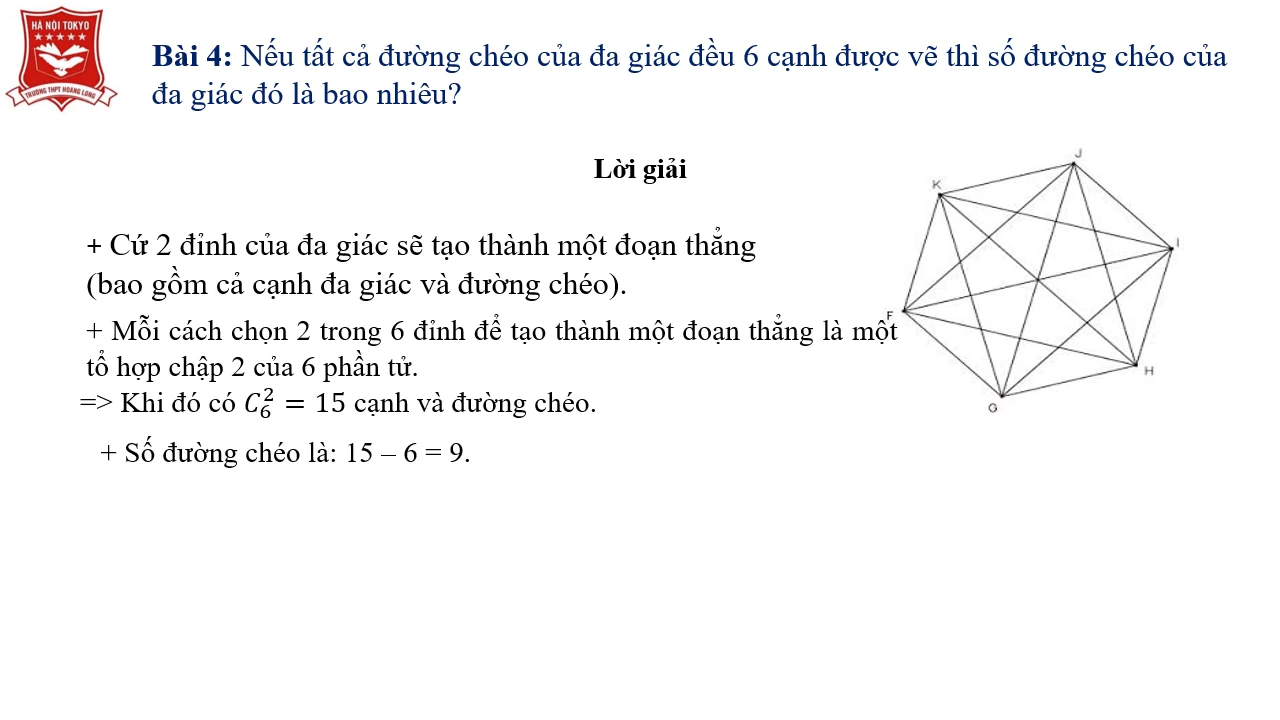 HÀ NỘI TOKYO
TRƯỜNG THPT HOÀNG LONG
Bài 4: Nếu tất cả đường chéo của đa giác đều 6 cạnh được vẽ thì số đường chéo của
đa giác đó là bao nhiêu?
Lời giải
+ Cứ 2 đỉnh của đa giác sẽ tạo thành một đoạn thẳng
(bao gồm cả cạnh đa giác và đường chéo).
+ Mỗi cách chọn 2 trong 6 đỉnh để tạo thành một đoạn thẳng là một
tổ hợp chập 2 của 6 phần tử.
=> Khi đó có $C_6^2 = 15$ cạnh và đường chéo.
+ Số đường chéo là: 15 – 6 = 9.
J
K
I
F
H
G